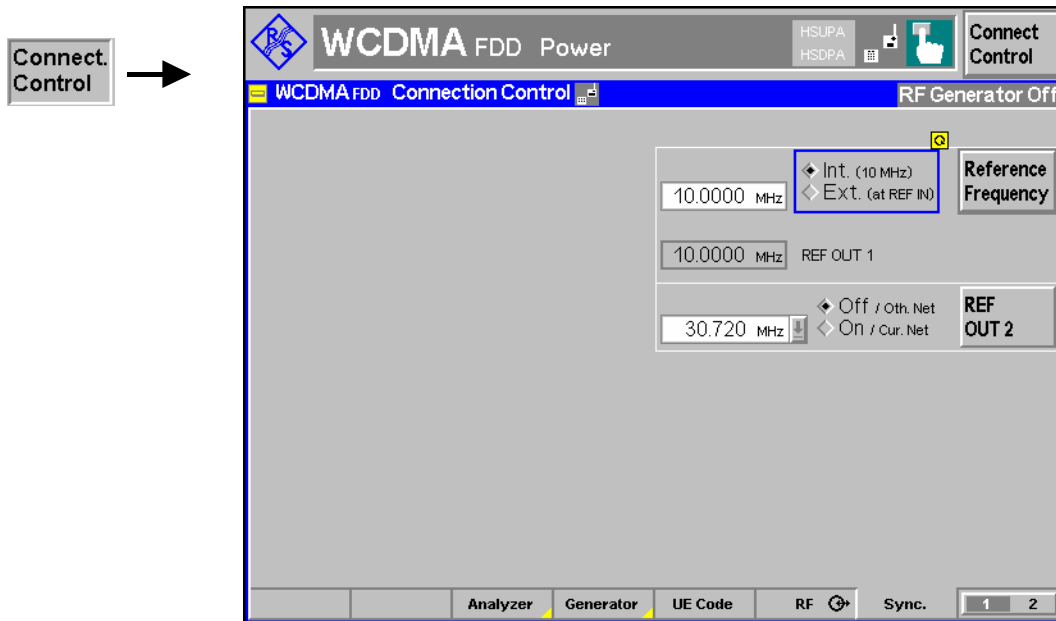 Connect.
Control
R&S
WCDMA FDD Power
HSUPA
HSDPA
Connect
Control
WCDMA FDD Connection Control
RF Generator Off
Int. (10 MHz)
Ext. (at REF IN)
10.0000 MHz
Reference
Frequency
10.0000 MHz REF OUT 1
Off / Oth. Net
On / Cur. Net
30.720 MHz
REF
OUT 2
Analyzer Generator UE Code RF Sync. 1 2